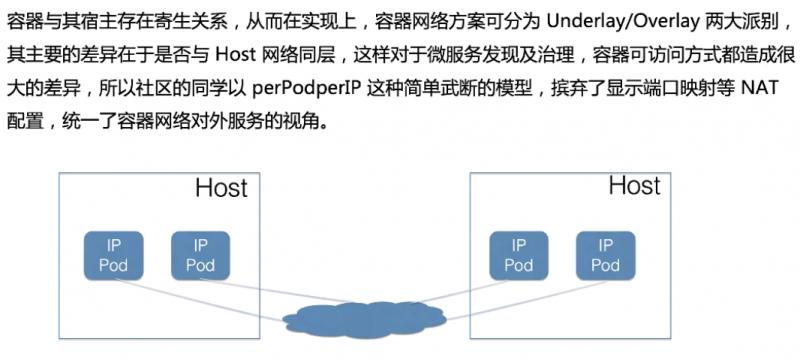 容器与其宿主存在寄生关系，从而在实现上，容器网络方案可分为 Underlay/Overlay 两大派别，
其主要的差异在于是否与 Host 网络同层，这样对于微服务发现及治理，容器可访问方式都造成很
大的差异，所以社区的同学以 perPodperIP 这种简单武断的模型，摈弃了显示端口映射等 NAT
配置，统一了容器网络对外服务的视角。
Host
Host
IP
Pod
IP
Pod
IP
Pod
IP
Pod